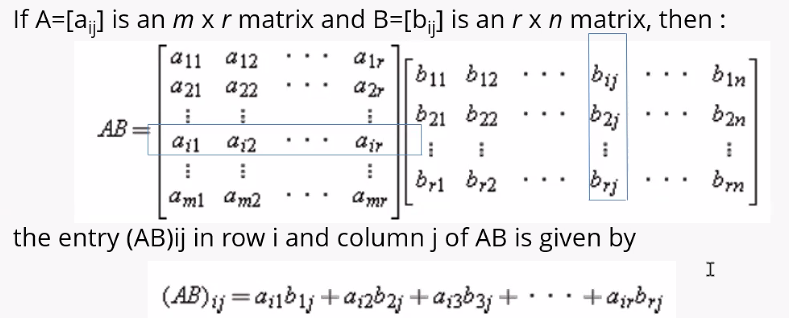 If A=[aij] is an m x r matrix and B=[bij] is an r x n matrix, then :
AB = [a11 a12 · · · a1r] [b11 b12 · · · bij · · · b1n]
[a21 a22 · · · a2r] [b21 b22 · · · b2j · · · b2n]
[⋮ ⋮ ⋮] [⋮ ⋮ ⋮ ⋮]
[ai1 ai2 · · · air] [br1 br2 · · · brj · · · brn]
[⋮ ⋮ ⋮]
[am1 am2 · · · amr]
the entry (AB)ij in row i and column j of AB is given by
(AB)ij = ai1b1j + ai2b2j + ai3b3j + · · · + airbrj